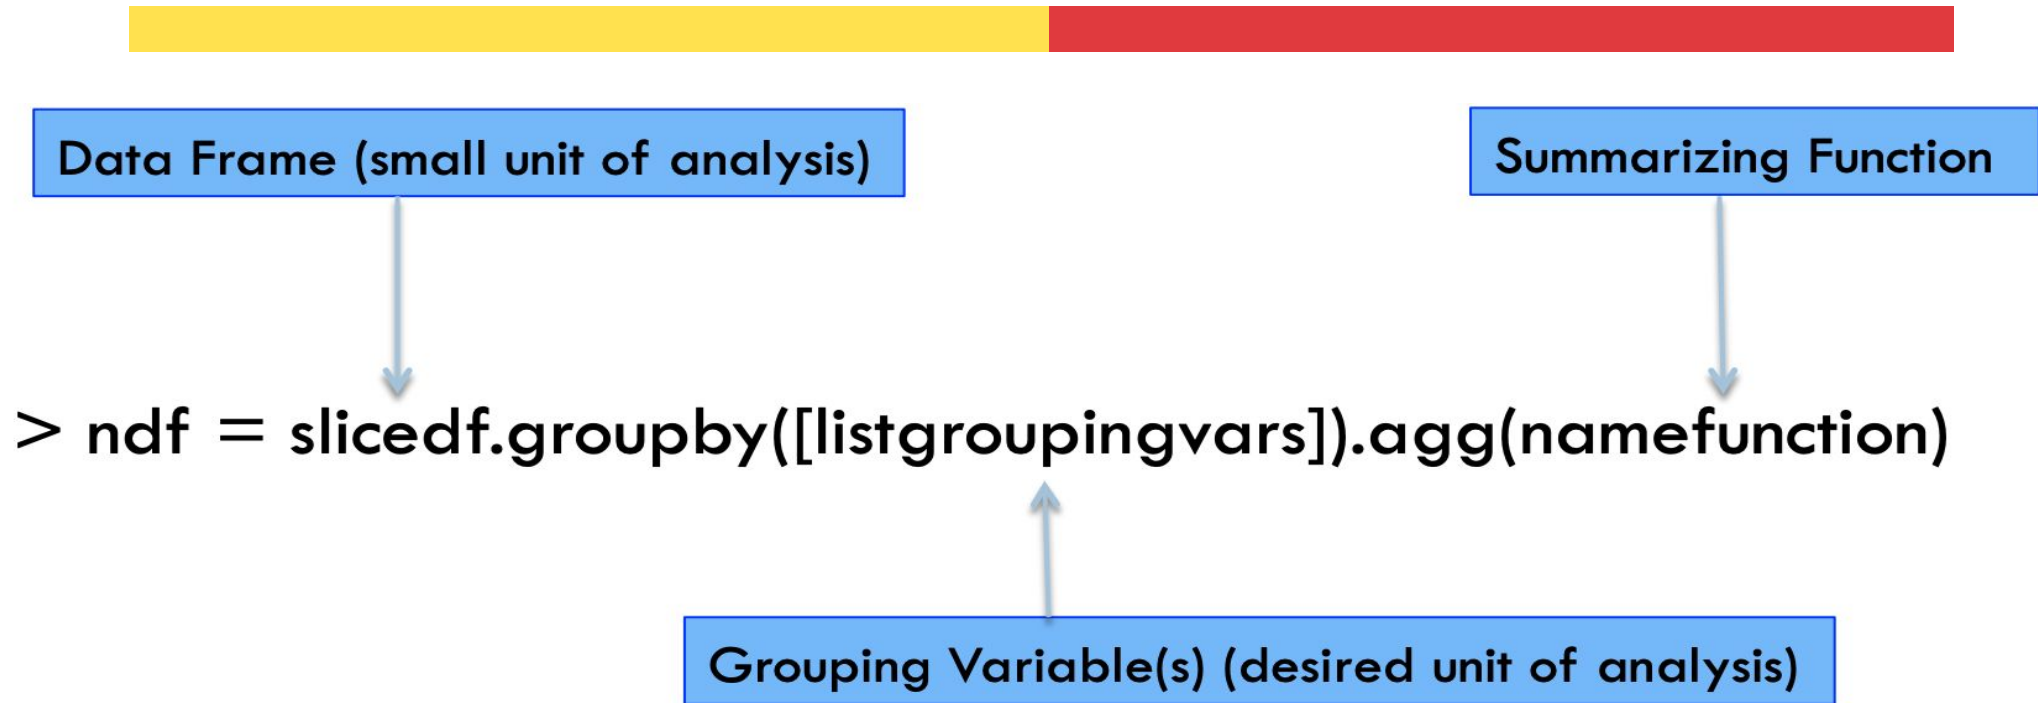 Data Frame (small unit of analysis)
Summarizing Function
> ndf = slicedf.groupby([listgroupingvars]).agg(namefunction)
Grouping Variable(s) (desired unit of analysis)